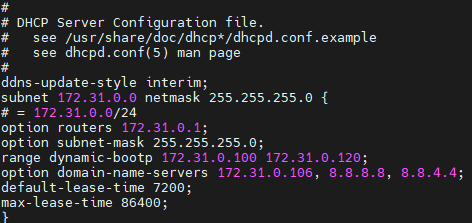 #
# DHCP Server Configuration file.
#   see /usr/share/doc/dhcp*/dhcpd.conf.example
#   see dhcpd.conf(5) man page
#
ddns-update-style interim;
subnet 172.31.0.0 netmask 255.255.255.0 {
# = 172.31.0.0/24
option routers 172.31.0.1;
option subnet-mask 255.255.255.0;
range dynamic-bootp 172.31.0.100 172.31.0.120;
option domain-name-servers 172.31.0.106, 8.8.8.8, 8.8.4.4;
default-lease-time 7200;
max-lease-time 86400;
}